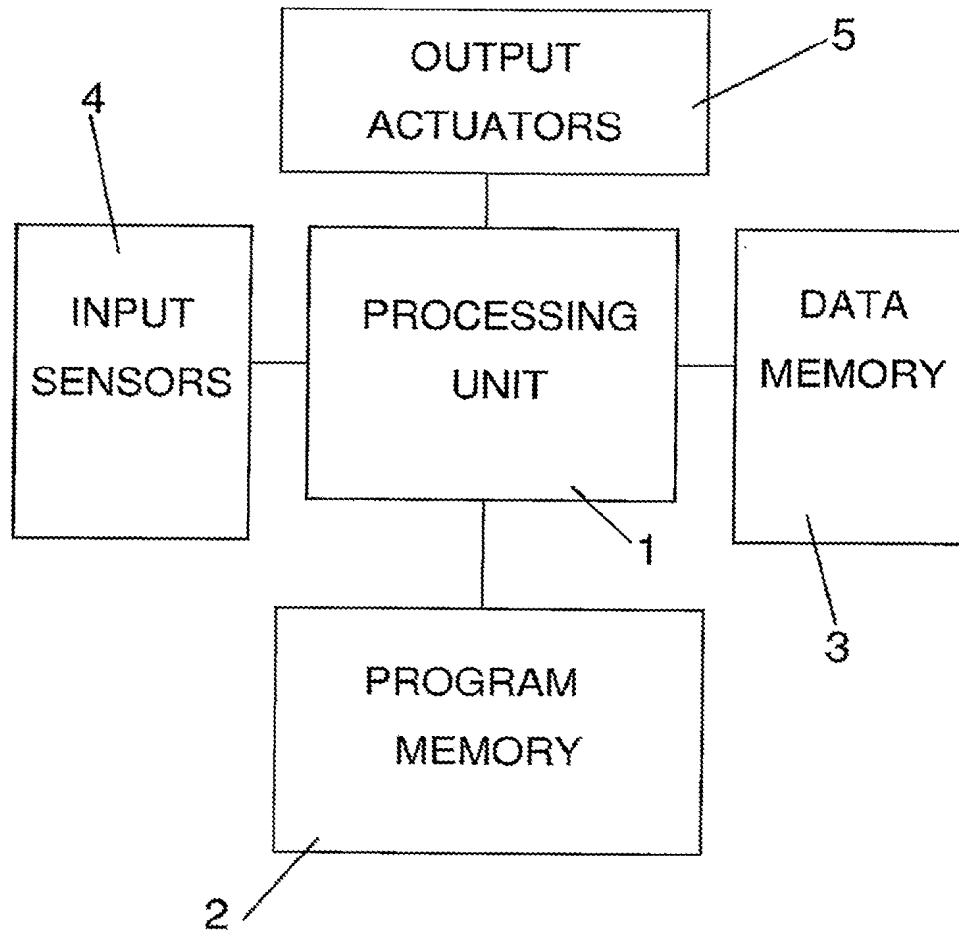 OUTPUT
ACTUATORS
5
4
INPUT
SENSORS
PROCESSING
UNIT
1
DATA
MEMORY
3
PROGRAM
MEMORY
2